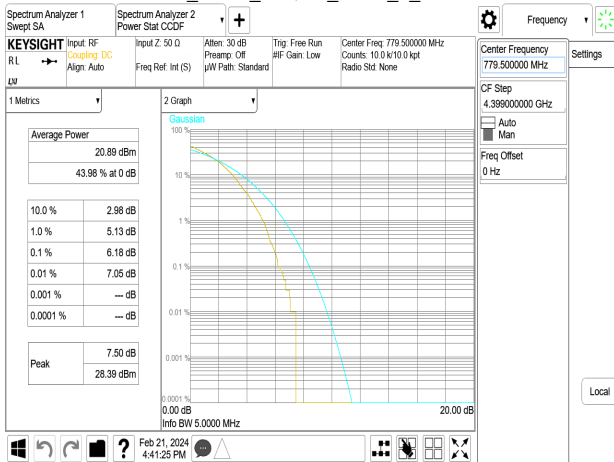 Spectrum Analyzer 1
Swept SA
Spectrum Analyzer 2
Power Stat CCDF
+
Frequency
KEYSIGHT
RL
LXI
Input: RF
Coupling: DC
Align: Auto
Input Z: 50 Ω
Freq Ref: Int (S)
Atten: 30 dB
Preamp: Off
µW Path: Standard
Trig: Free Run
#IF Gain: Low
Center Freq: 779.500000 MHz
Counts: 10.0 k/10.0 kpt
Radio Std: None
Center Frequency
779.500000 MHz
Settings
CF Step
4.399000000 GHz
Auto
Man
Freq Offset
0 Hz
1 Metrics
Average Power
20.89 dBm
43.98 % at 0 dB
10.0 % 2.98 dB
1.0 % 5.13 dB
0.1 % 6.18 dB
0.01 % 7.05 dB
0.001 % --- dB
0.0001 % --- dB
Peak
7.50 dB
28.39 dBm
2 Graph
Gaussian
100 %
10 %
1 %
0.1 %
0.01 %
0.001 %
0.0001 %
0.00 dB 20.00 dB
Info BW 5.0000 MHz
Local
?
Feb 21, 2024
4:41:25 PM